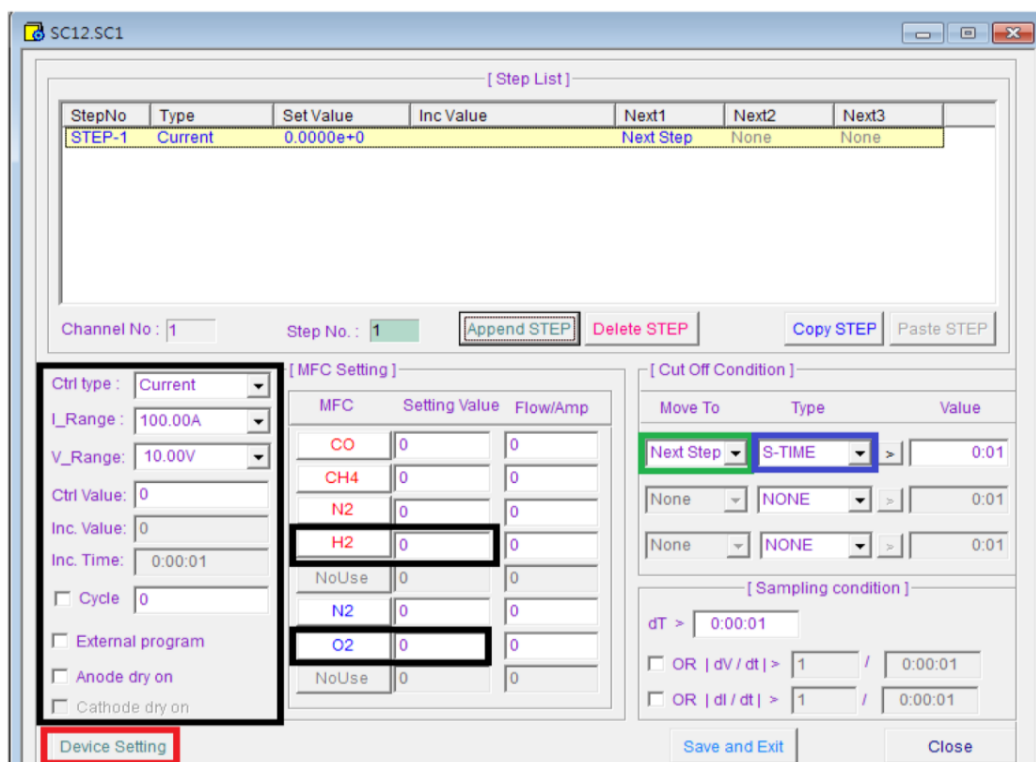 SC12.SC1
[ Step List ]
StepNo Type Set Value Inc Value Next1 Next2 Next3
STEP-1 Current 0.0000e+0 Next Step None None
Channel No : 1 Step No. : 1 Append STEP Delete STEP Copy STEP Paste STEP
Ctrl type : Current
I_Range : 100.00A
V_Range: 10.00V
Ctrl Value: 0
Inc. Value: 0
Inc. Time: 0:00:01
Cycle 0
External program
Anode dry on
Cathode dry on
[ MFC Setting ]
MFC Setting Value Flow/Amp
CO 0 0
CH4 0 0
N2 0 0
H2 0 0
NoUse 0 0
N2 0 0
O2 0 0
NoUse 0 0
[ Cut Off Condition ]
Move To Type Value
Next Step S-TIME > 0:01
None NONE > 0:01
None NONE > 0:01
[ Sampling condition ]
dT > 0:00:01
OR | dV / dt | > 1 / 0:00:01
OR | dI / dt | > 1 / 0:00:01
Device Setting Save and Exit Close